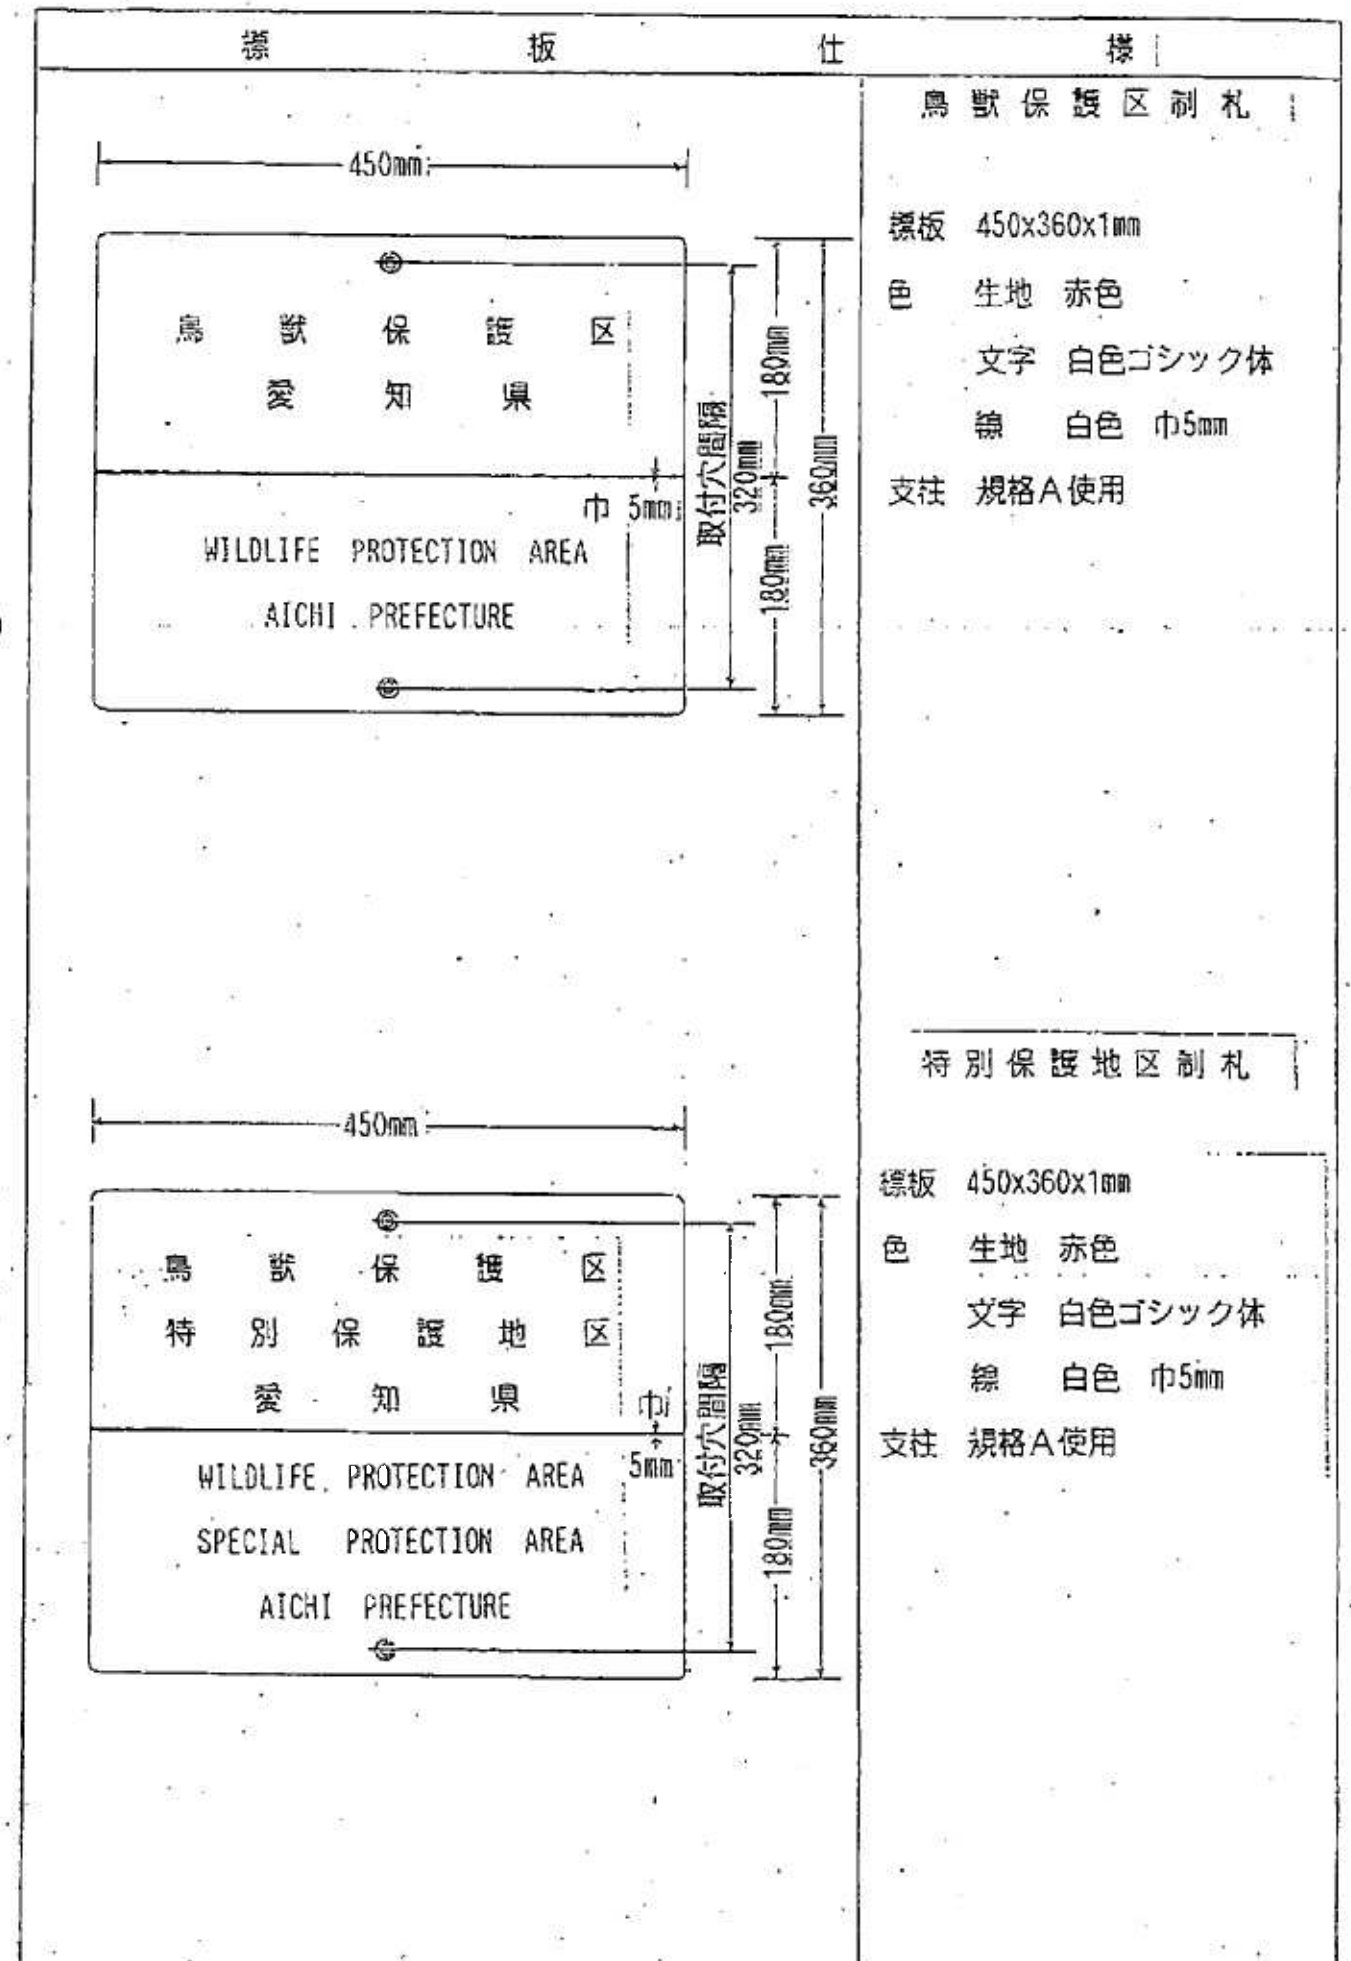 標板仕様
鳥獣保護区制札
450mm
標板 450x360x1mm
色 生地 赤色
文字 白色ゴシック体
線 白色 巾5mm
支柱 規格A使用
鳥獣保護区
愛知県
巾 5mm
WILDLIFE PROTECTION AREA
AICHI PREFECTURE
取付穴間隔
320mm
180mm
180mm
360mm
特別保護地区制札
450mm
標板 450x360x1mm
色 生地 赤色
文字 白色ゴシック体
線 白色 巾5mm
支柱 規格A使用
鳥獣保護区
特別保護地区
愛知県
巾
5mm
WILDLIFE PROTECTION AREA
SPECIAL PROTECTION AREA
AICHI PREFECTURE
取付穴間隔
320mm
180mm
180mm
360mm